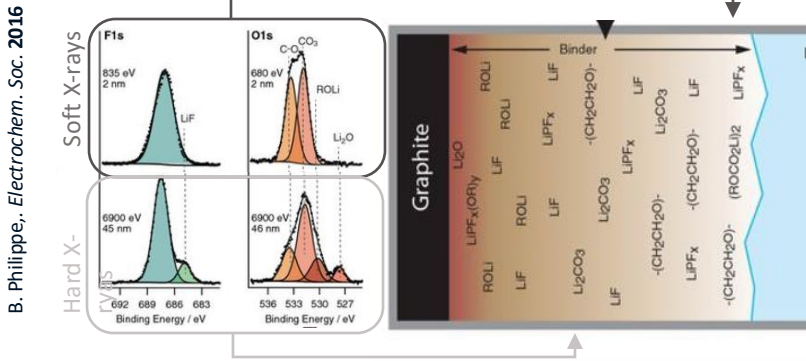 B. Philippe,. Electrochem. Soc. 2016
Soft X-rays
F1s
835 eV
2 nm
LiF
O1s
CO3
C-O
680 eV
2 nm
ROLi
Li2O
Hard X-rays
6900 eV
45 nm
692 689 686 683
Binding Energy / eV
6900 eV
46 nm
536 533 530 527
Binding Energy / eV
Graphite
Binder
Li2O
LiPFx(OR)y
ROLi
ROLi
ROLi
LiF
ROLi
LiF
LiF
LiPFx
LiF
-(CH2CH2O)-
Li2CO3
Li2CO3
LiF
LiPFx
LiF
Li2CO3
-(CH2CH2O)-
LiF
-(CH2CH2O)-
LiPFx
LiPFx
(ROCO2Li)2
-(CH2CH2O)-